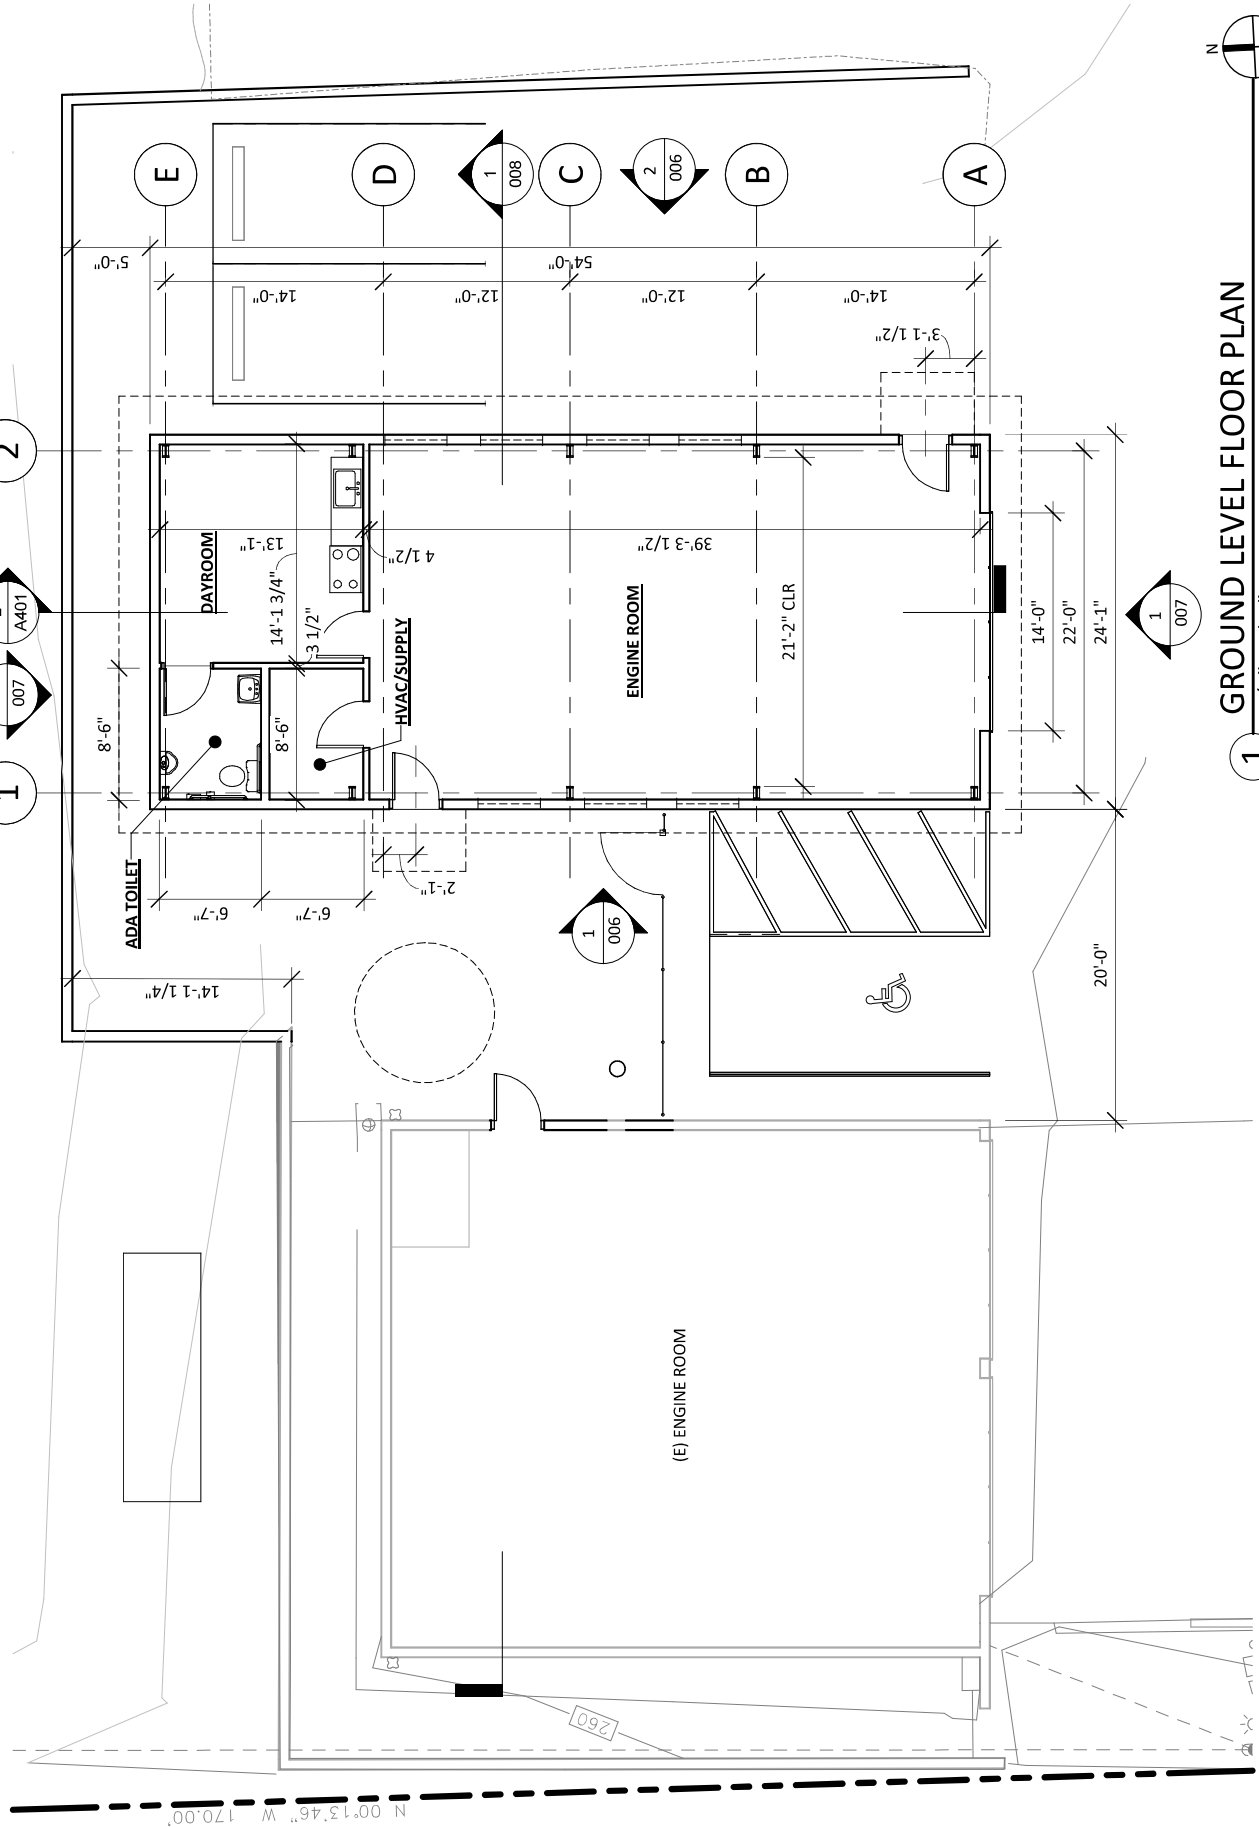 N
E
D
C
B
A
1
008
2
006
5'-0"
54'-0"
14'-0"
12'-0"
12'-0"
14'-0"
3'-1 1/2"
2
A401
007
1
DAYROOM
13'-1"
4 1/2"
39'-3 1/2"
14'-1 3/4"
3 1/2"
8'-6"
8'-6"
HVAC/SUPPLY
ENGINE ROOM
21'-2" CLR
14'-0"
22'-0"
24'-1"
1
007
ADA TOILET
6'-7"
6'-7"
2'-1"
1
006
14'-1 1/4"
20'-0"
(E) ENGINE ROOM
260
N 00°13'46" W 170.00'
1
GROUND LEVEL FLOOR PLAN